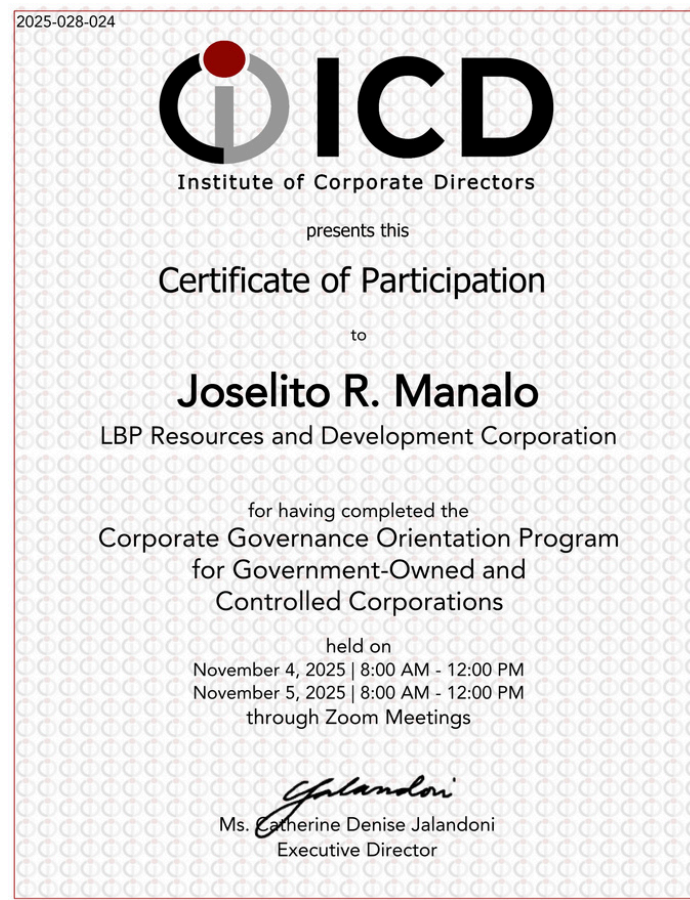 2025-028-024
ICD
Institute of Corporate Directors
presents this
Certificate of Participation
to
Joselito R. Manalo
LBP Resources and Development Corporation
for having completed the
Corporate Governance Orientation Program
for Government-Owned and
Controlled Corporations
held on
November 4, 2025 | 8:00 AM - 12:00 PM
November 5, 2025 | 8:00 AM - 12:00 PM
through Zoom Meetings
Jalandoni
Ms. Catherine Denise Jalandoni
Executive Director